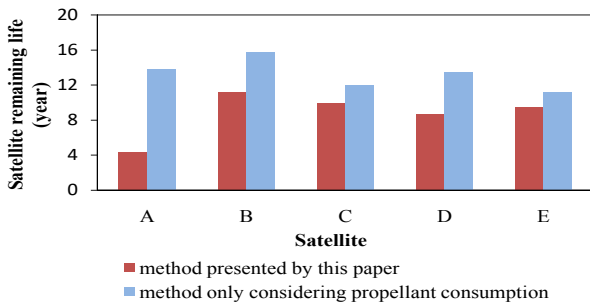 Satellite remaining life
(year)
20
16
12
8
4
0
A B C D E
Satellite
method presented by this paper
method only considering propellant consumption